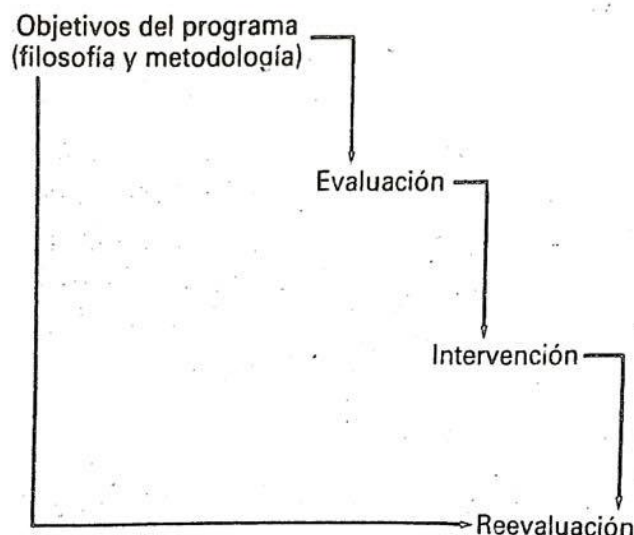 Objetivos del programa
(filosofía y metodología)
Evaluación
Intervención
Reevaluación